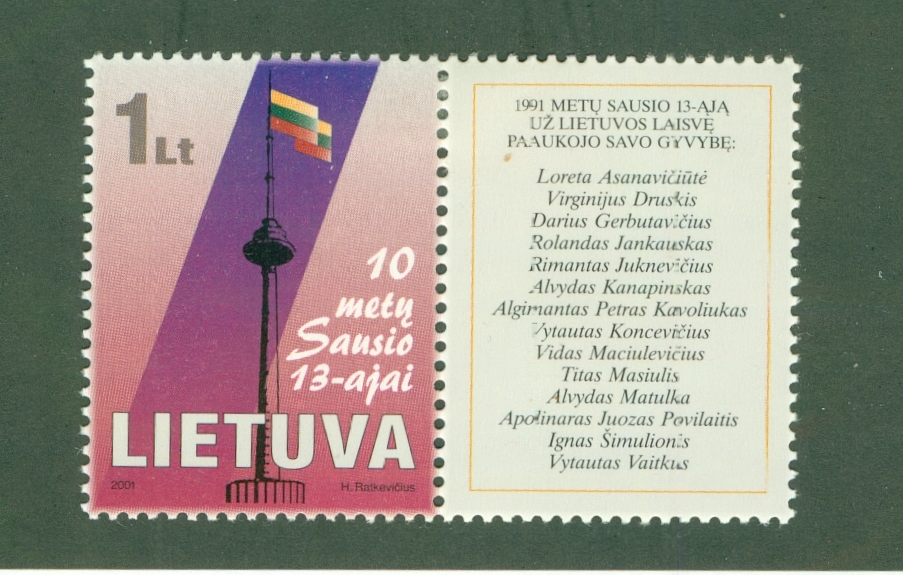 1Lt
10
metų
Sausio
13-ajai
LIETUVA
2001
H. Ratkevičius
1991 METŲ SAUSIO 13-AJĄ
UŽ LIETUVOS LAISVĘ
PAAUKOJO SAVO GYVYBĘ:
Loreta Asanavičiūtė
Virginijus Druskis
Darius Gerbutavičius
Rolandas Jankauskas
Rimantas Juknevičius
Alvydas Kanapinskas
Algimantas Petras Kavoliukas
Vytautas Koncevičius
Vidas Maciulevičius
Titas Masiulis
Alvydas Matulka
Apolinaras Juozas Povilaitis
Ignas Šimulionis
Vytautas Vaitkus